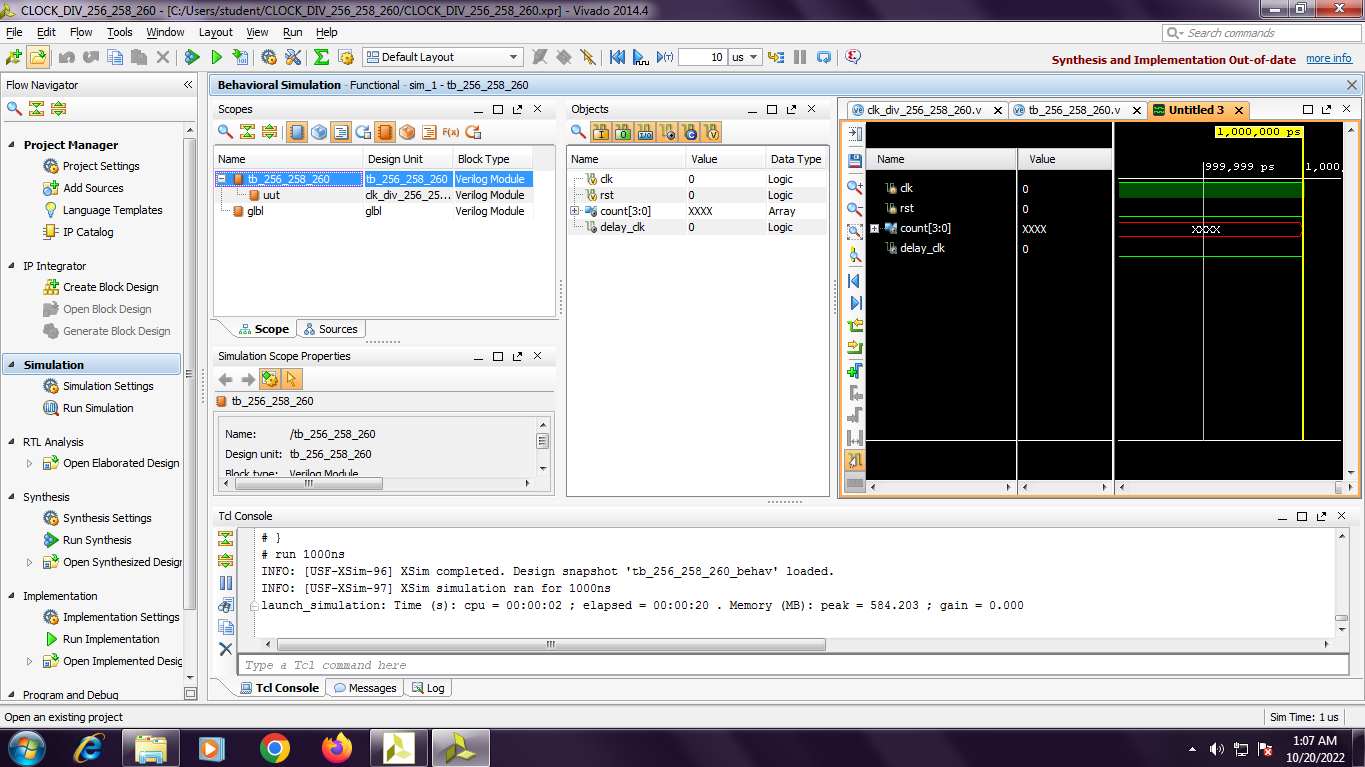 CLOCK_DIV_256_258_260 - [C:/Users/student/CLOCK_DIV_256_258_260/CLOCK_DIV_256_258_260.xpr] - Vivado 2014.4
File Edit Flow Tools Window Layout View Run Help
Search commands
Default Layout
10 us
Synthesis and Implementation Out-of-date more info
Flow Navigator
Project Manager
Project Settings
Add Sources
Language Templates
IP Catalog
IP Integrator
Create Block Design
Open Block Design
Generate Block Design
Simulation
Simulation Settings
Run Simulation
RTL Analysis
Open Elaborated Design
Synthesis
Synthesis Settings
Run Synthesis
Open Synthesized Design
Implementation
Implementation Settings
Run Implementation
Open Implemented Desig
Program and Debug
Behavioral Simulation - Functional - sim_1 - tb_256_258_260
Scopes
Name Design Unit Block Type
tb_256_258_260 tb_256_258_260 Verilog Module
uut clk_div_256_25... Verilog Module
glbl glbl Verilog Module
Scope Sources
Simulation Scope Properties
tb_256_258_260
Name: /tb_256_258_260
Design unit: tb_256_258_260
Block type: Verilog Module
Objects
Name Value Data Type
clk 0 Logic
rst 0 Logic
count[3:0] XXXX Array
delay_clk 0 Logic
clk_div_256_258_260.v tb_256_258_260.v Untitled 3
1,000,000 ps
Name Value 999,999 ps 1,000,
clk 0
rst 0
count[3:0] XXXX XXXX
delay_clk 0
Tcl Console
# }
# run 1000ns
INFO: [USF-XSim-96] XSim completed. Design snapshot 'tb_256_258_260_behav' loaded.
INFO: [USF-XSim-97] XSim simulation ran for 1000ns
launch_simulation: Time (s): cpu = 00:00:02 ; elapsed = 00:00:20 . Memory (MB): peak = 584.203 ; gain = 0.000
Type a Tcl command here
Tcl Console Messages Log
Open an existing project
Sim Time: 1 us
1:07 AM
10/20/2022